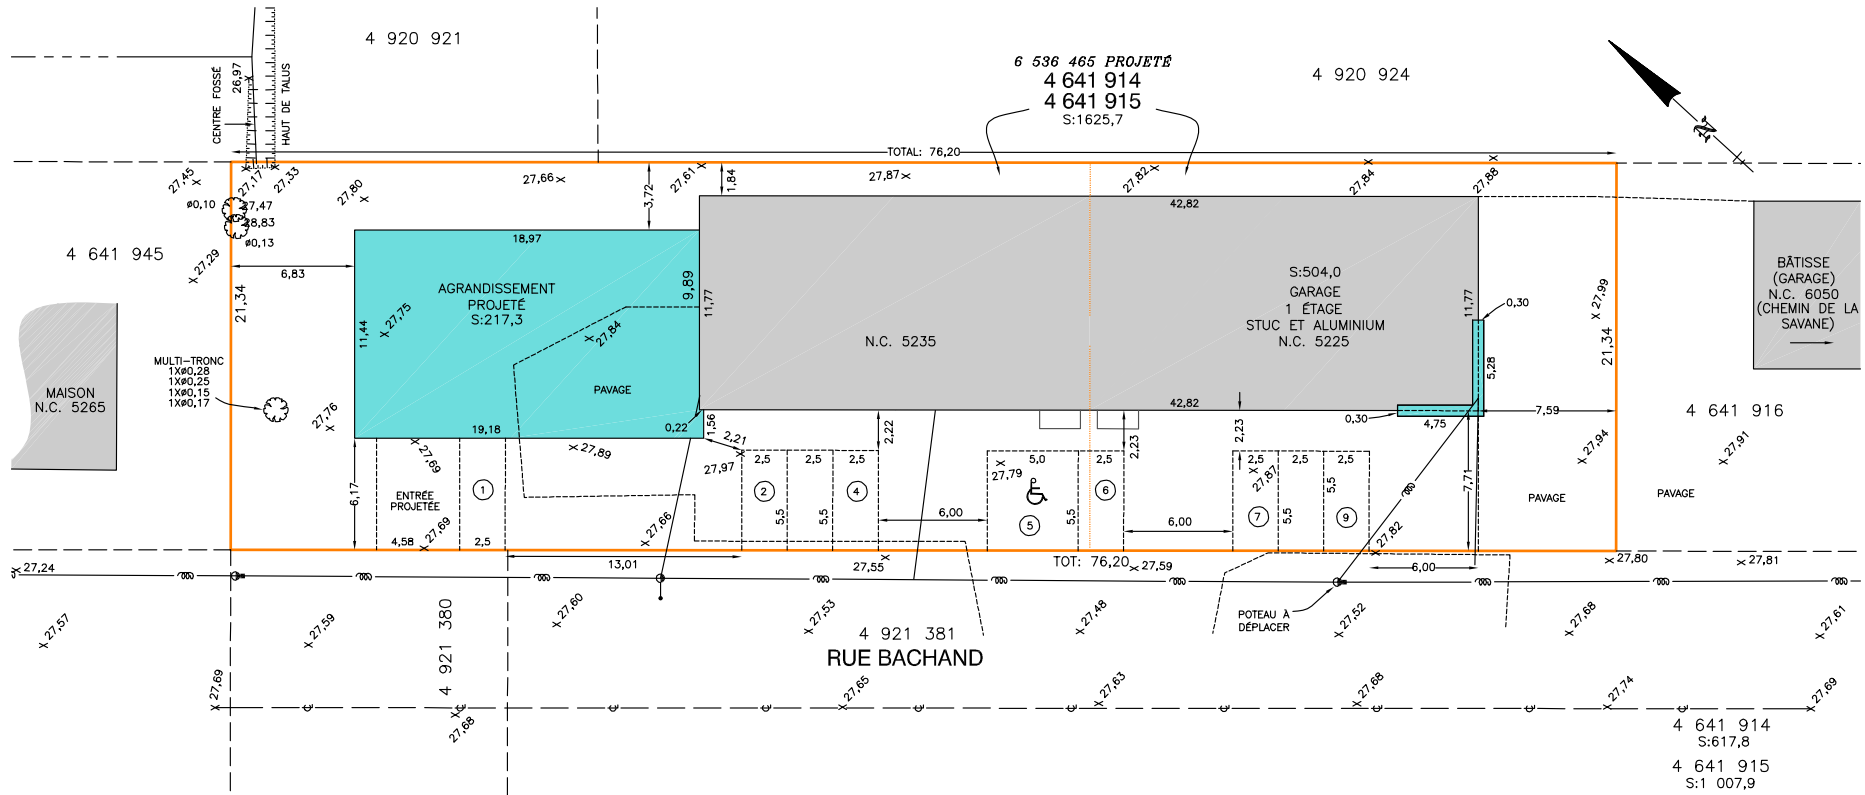 4 920 921
6 536 465 PROJETÉ
4 641 914
4 641 915
S:1625,7
4 920 924
N
CENTRE FOSSÉ
26,97
HAUT DE TALUS
TOTAL: 76,20
27,45
27,17
27,33
27,80
27,66
27,61
1,84
27,87
27,82
27,84
27,88
3,72
ø0,10
27,47
28,83
ø0,13
42,82
4 641 945
27,29
6,83
18,97
21,34
AGRANDISSEMENT
PROJETÉ
S:217,3
9,89
11,77
27,75
27,84
11,44
S:504,0
GARAGE
1 ÉTAGE
STUC ET ALUMINIUM
N.C. 5225
N.C. 5235
11,77
0,30
27,99
21,34
BÂTISSE
(GARAGE)
N.C. 6050
(CHEMIN DE LA
SAVANE)
MULTI-TRONC
1Xø0,28
1Xø0,25
1Xø0,15
1Xø0,17
MAISON
N.C. 5265
PAVAGE
5,28
27,76
0,22
1,56
42,82
0,30
4,75
7,59
4 641 916
19,18
27,69
27,89
2,21
2,22
2,23
2,23
27,97
2,5
2,5
2,5
27,79
5,0
2,5
2,5
27,87
2,5
2,5
27,94
27,91
6,17
ENTRÉE
PROJETÉE
1
2
4
5
6
7
9
5,5
5,5
5,5
5,5
5,5
7,71
PAVAGE
PAVAGE
27,69
4,58
2,5
27,66
6,00
6,00
27,82
27,24
13,01
27,55
TOT: 76,20
27,59
6,00
27,80
27,81
27,57
27,59
27,60
27,53
27,48
POTEAU À
DÉPLACER
27,52
27,68
27,61
4 921 380
4 921 381
RUE BACHAND
27,69
27,68
27,65
27,63
27,68
27,74
27,69
4 641 914
S:617,8
4 641 915
S:1 007,9